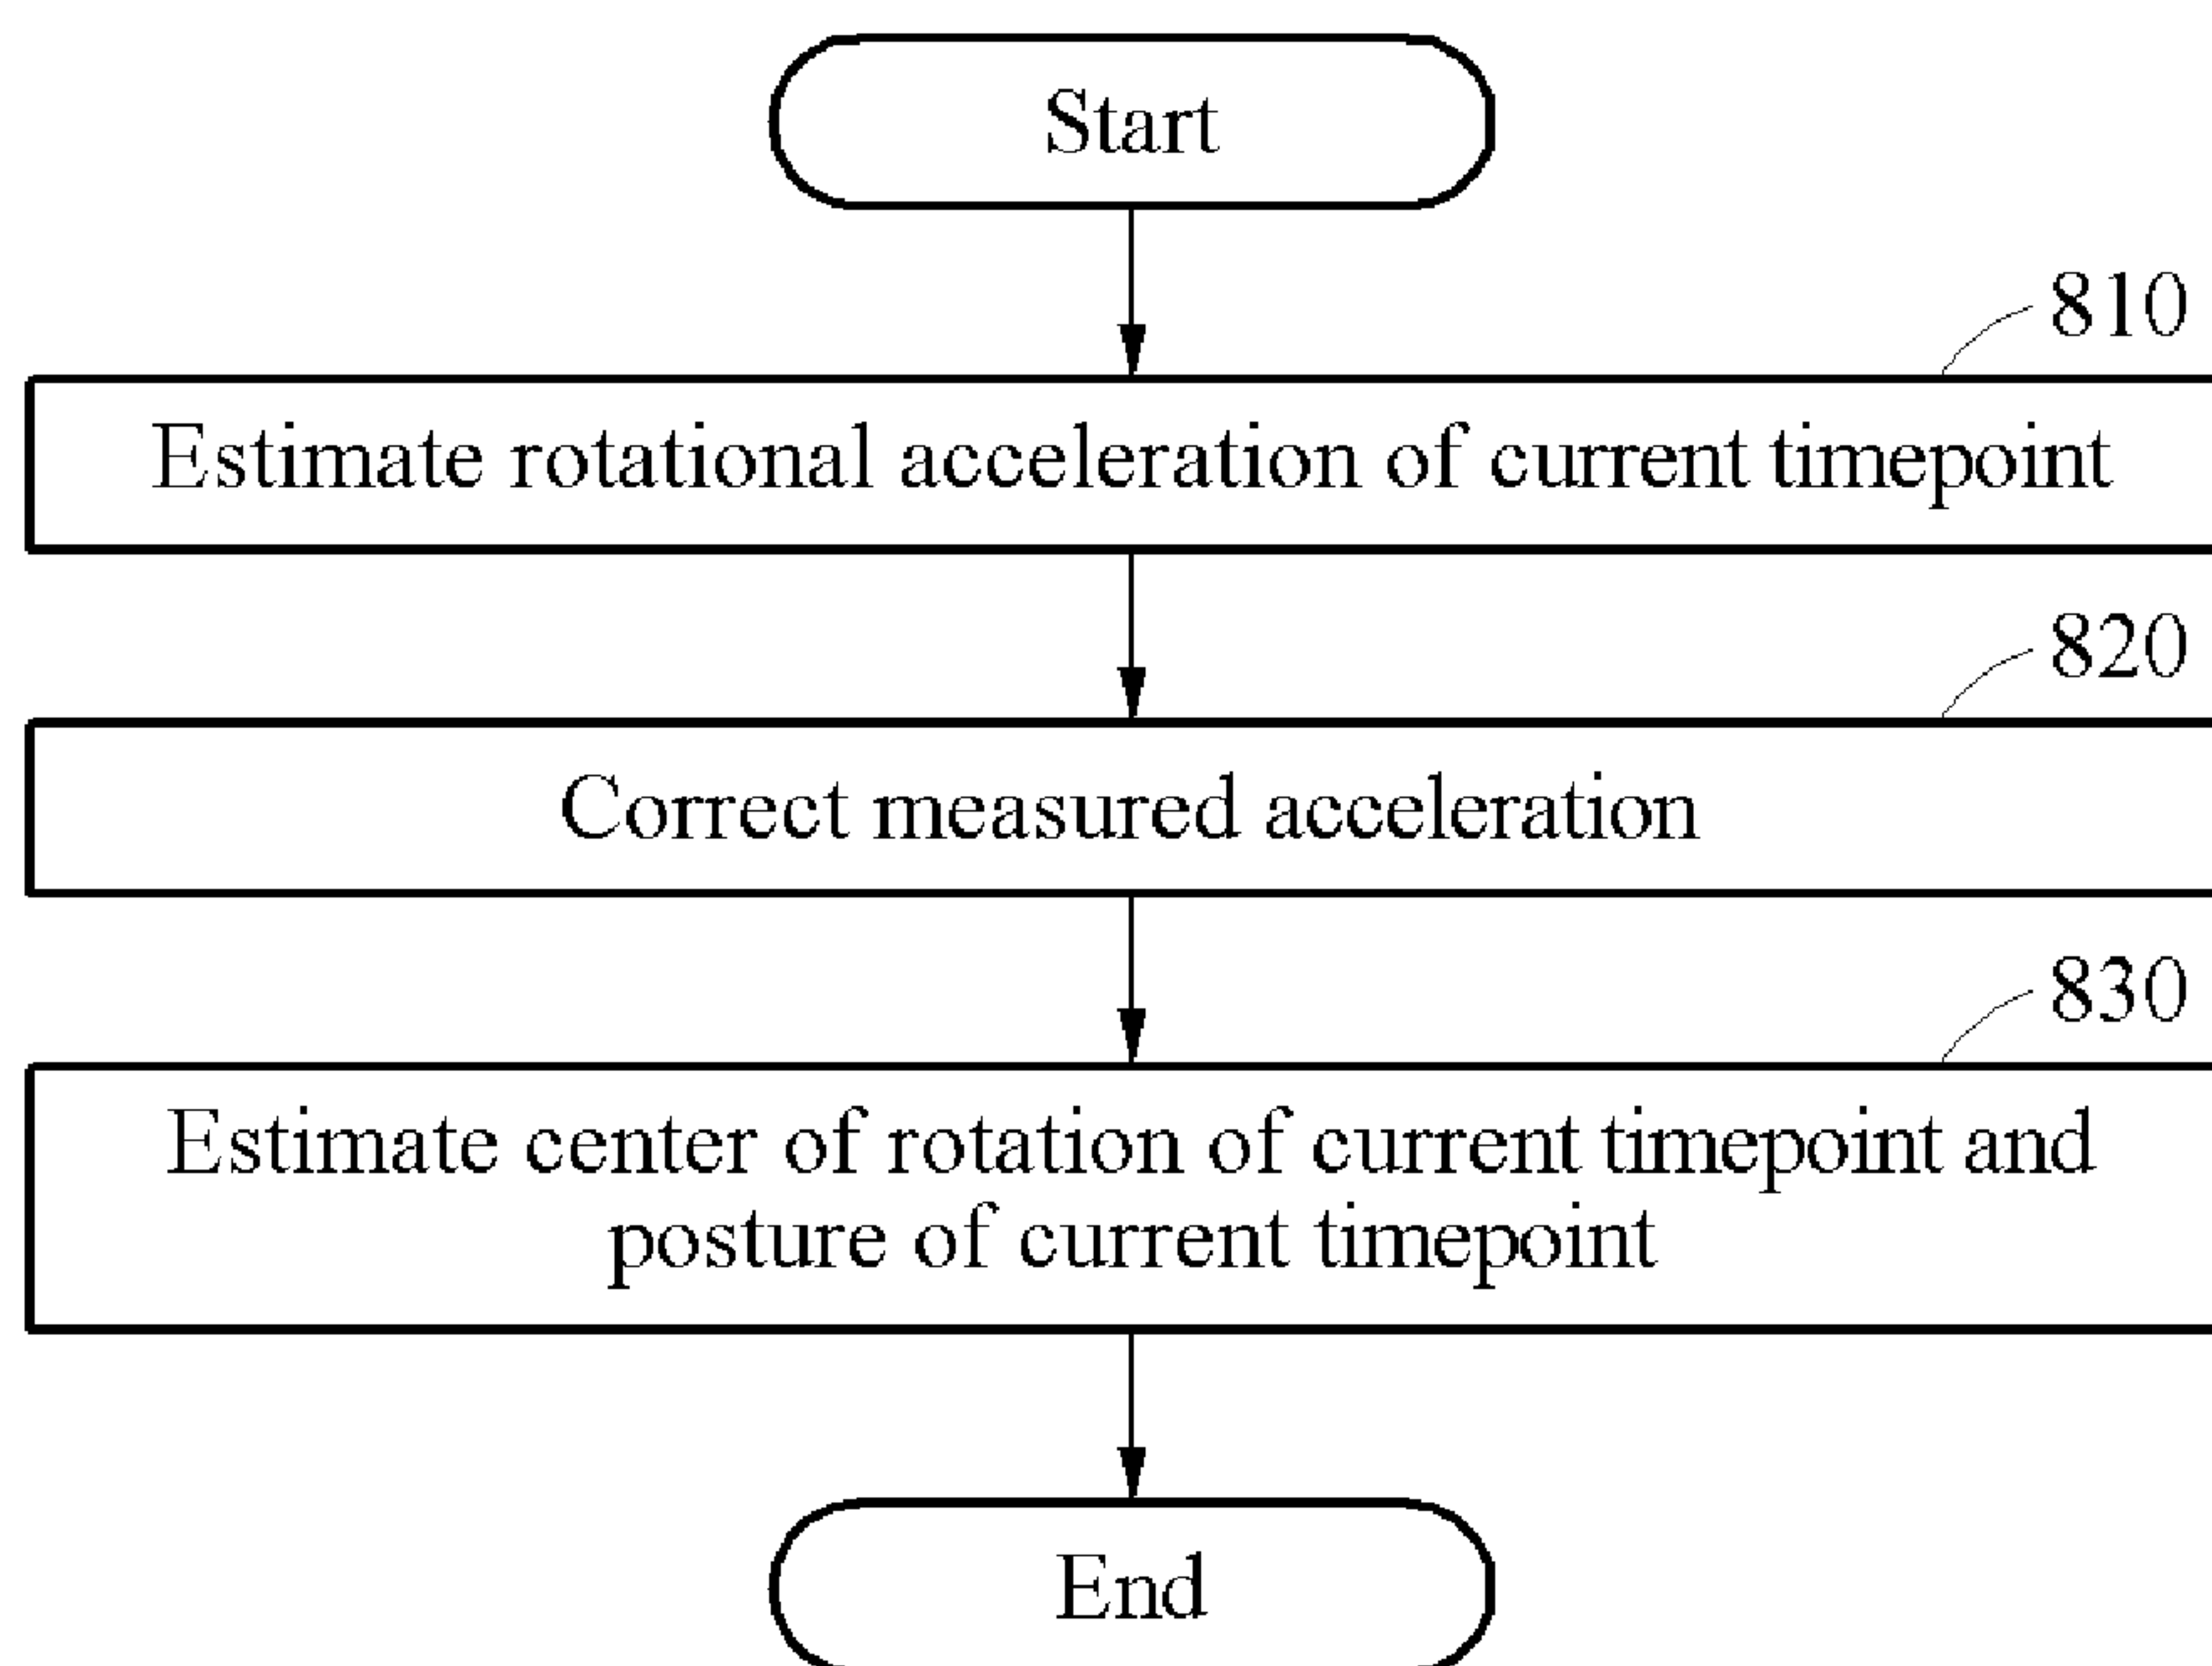 Start
810
Estimate rotational acceleration of current timepoint
820
Correct measured acceleration
830
Estimate center of rotation of current timepoint and
posture of current timepoint
End